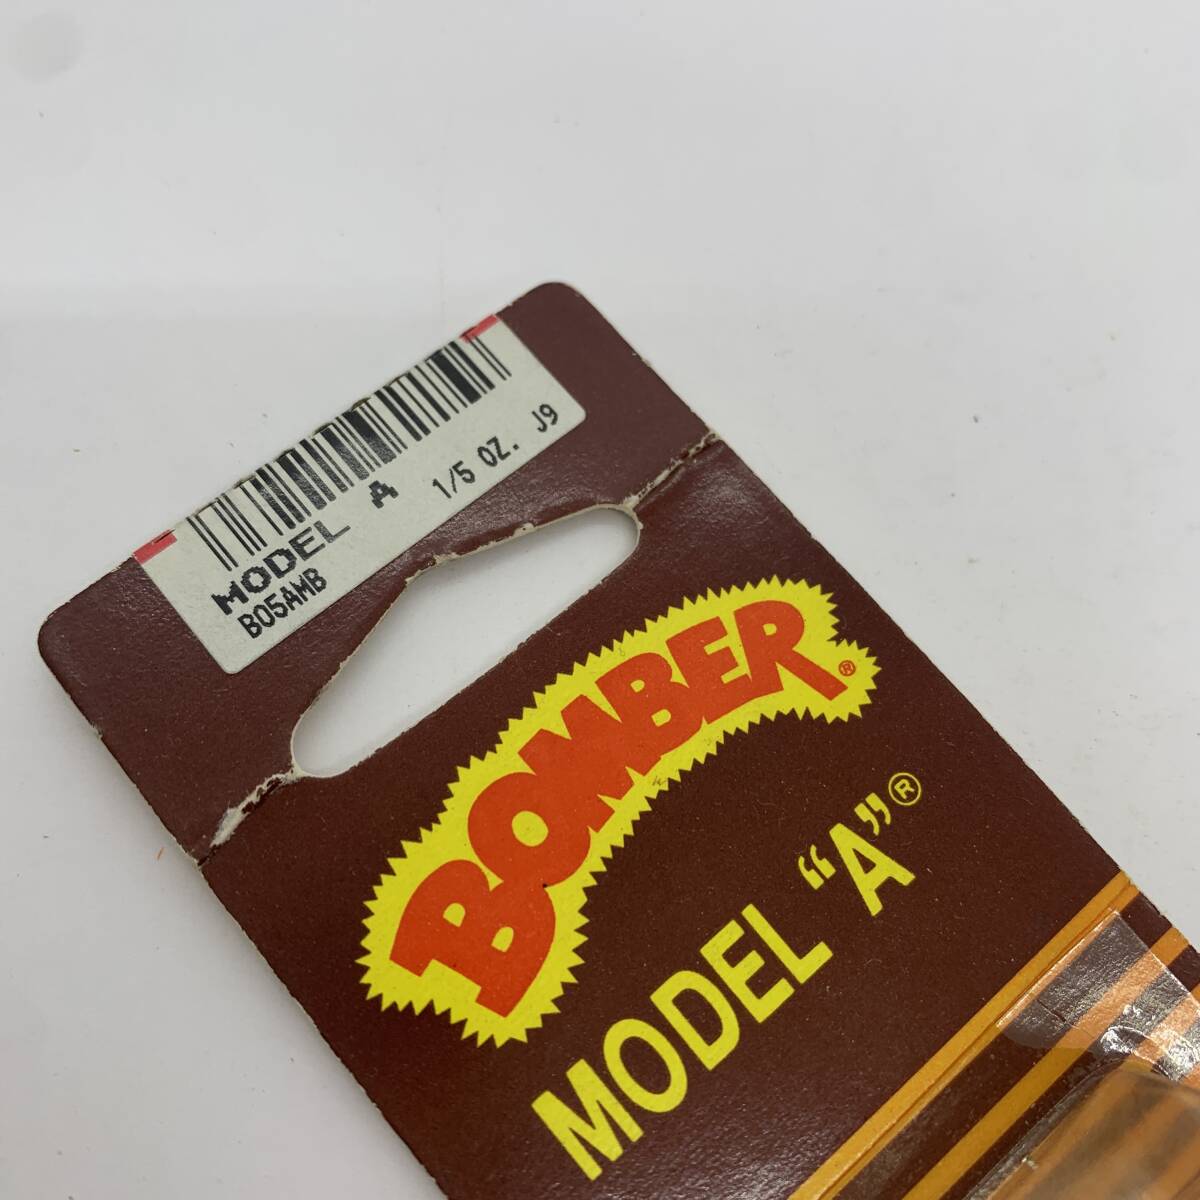 MODEL A 1/5 OZ. J9
B05AMB
BOMBER®
MODEL "A"®